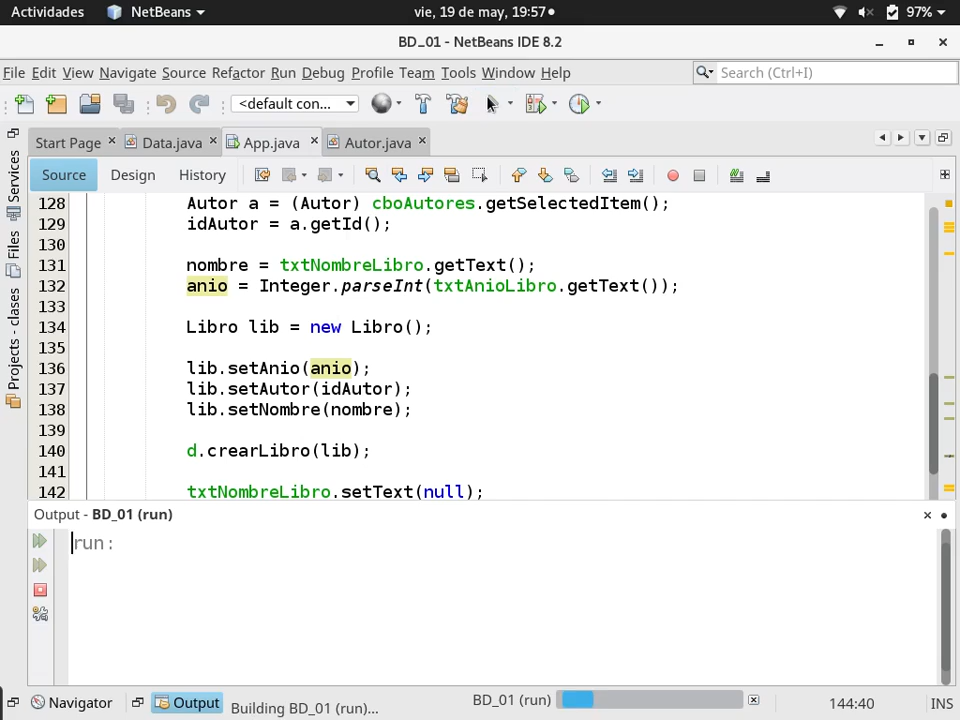 Actividades NetBeans vie, 19 de may, 19:57 97%
BD_01 - NetBeans IDE 8.2
File Edit View Navigate Source Refactor Run Debug Profile Team Tools Window Help Search (Ctrl+I)
<default con...
Start Page Data.java App.java Autor.java
Source Design History
Services
Files
Projects - clases
128 Autor a = (Autor) cboAutores.getSelectedItem();
129 idAutor = a.getId();
130
131 nombre = txtNombreLibro.getText();
132 anio = Integer.parseInt(txtAnioLibro.getText());
133
134 Libro lib = new Libro();
135
136 lib.setAnio(anio);
137 lib.setAutor(idAutor);
138 lib.setNombre(nombre);
139
140 d.crearLibro(lib);
141
142 txtNombreLibro.setText(null);
Output - BD_01 (run)
run:
Navigator Output Building BD_01 (run)... BD_01 (run) 144:40 INS